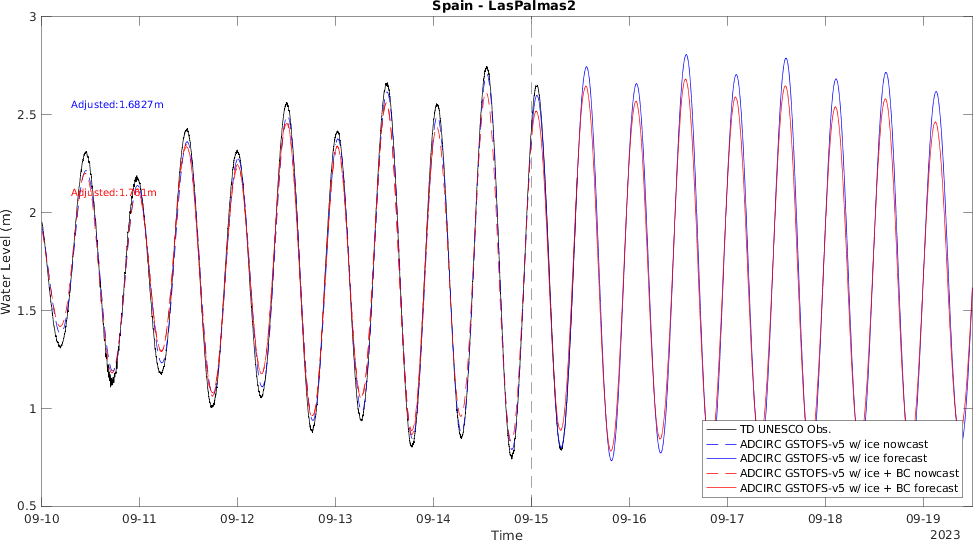 Spain - LasPalmas2
3
2.5
2
1.5
1
0.5
Water Level (m)
Adjusted:1.6827m
TD UNESCO Obs.
ADCIRC GSTOFS-v5 w/ ice nowcast
ADCIRC GSTOFS-v5 w/ ice forecast
ADCIRC GSTOFS-v5 w/ ice + BC nowcast
ADCIRC GSTOFS-v5 w/ ice + BC forecast
09-10 09-11 09-12 09-13 09-14 09-15 09-16 09-17 09-18 09-19
Time
2023